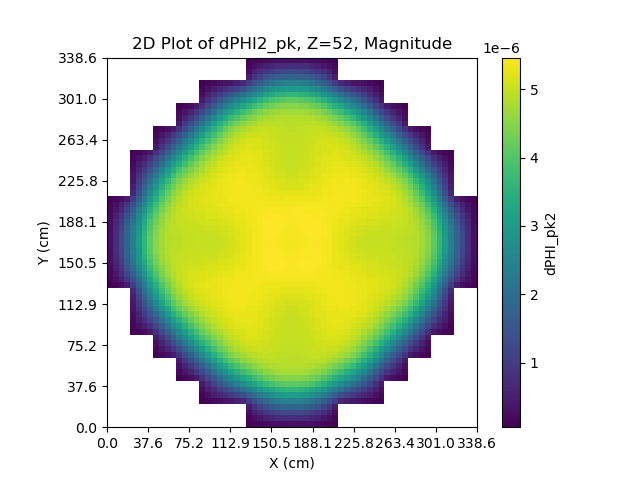 2D Plot of dPHI2_pk, Z=52, Magnitude
1e−6
338.6
301.0
263.4
225.8
188.1
150.5
112.9
75.2
37.6
0.0
Y (cm)
0.0 37.6 75.2 112.9 150.5 188.1 225.8 263.4 301.0 338.6
X (cm)
5
4
3
2
1
dPHI_pk2